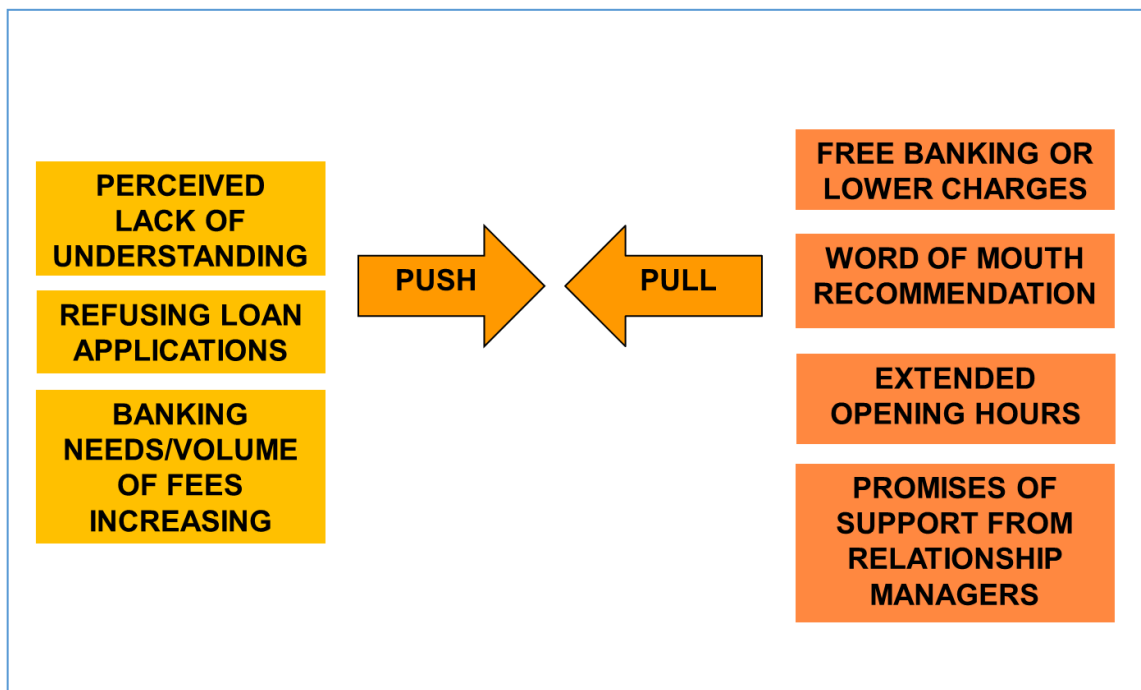 PERCEIVED
LACK OF
UNDERSTANDING
REFUSING LOAN
APPLICATIONS
BANKING
NEEDS/VOLUME
OF FEES
INCREASING
PUSH
PULL
FREE BANKING OR
LOWER CHARGES
WORD OF MOUTH
RECOMMENDATION
EXTENDED
OPENING HOURS
PROMISES OF
SUPPORT FROM
RELATIONSHIP
MANAGERS